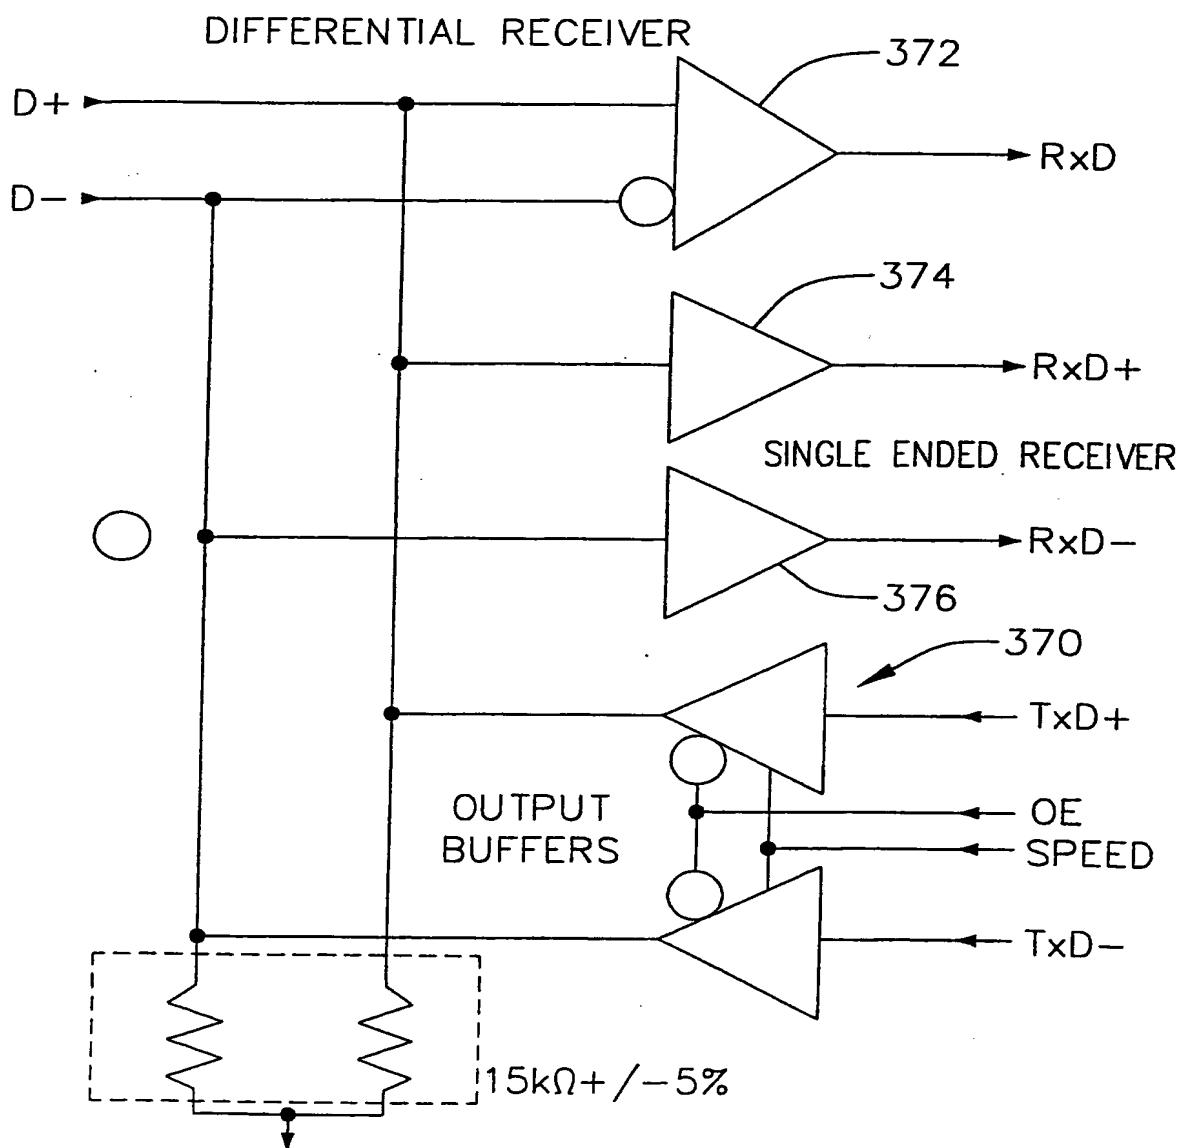 DIFFERENTIAL RECEIVER
372
D+
RxD
D-
374
RxD+
SINGLE ENDED RECEIVER
RxD-
376
370
TxD+
OUTPUT
BUFFERS
OE
SPEED
TxD-
15kΩ+/-5%